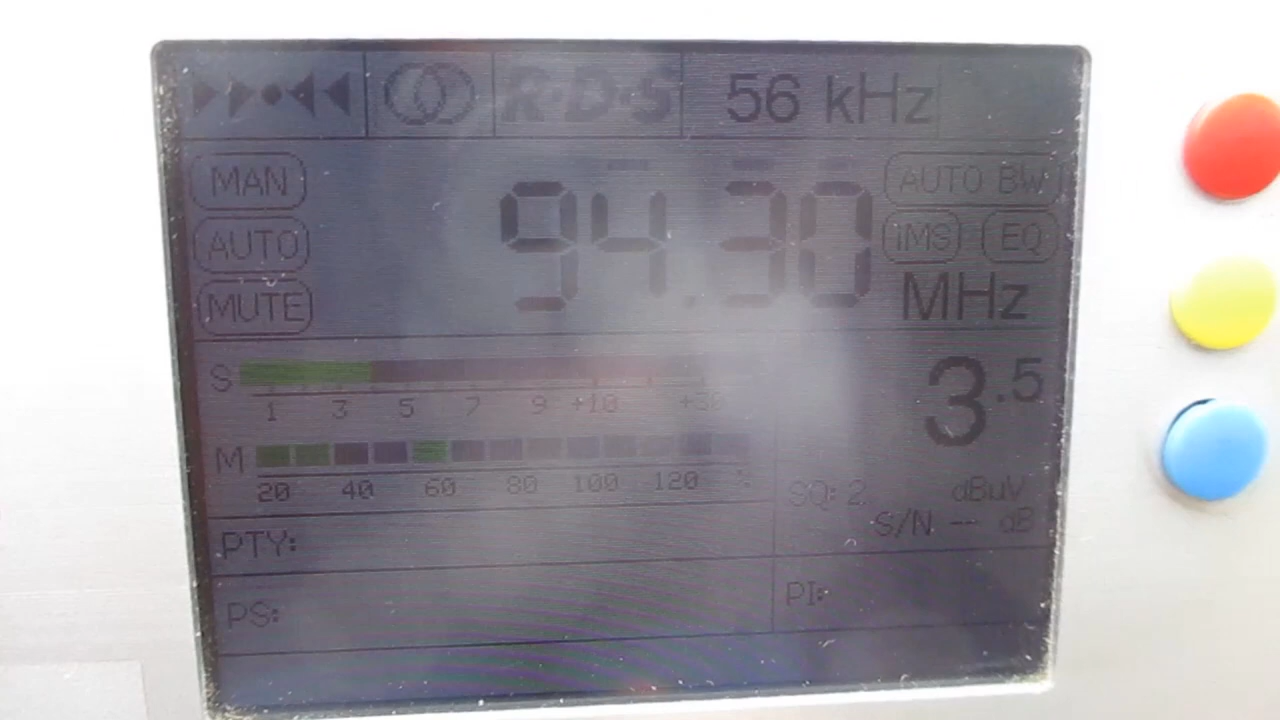 R·D·S 56 kHz
MAN 94.30 AUTO BW
AUTO iMS EQ
MUTE MHz
S 1 3 5 7 9 +10 +30
3.5
M 20 40 60 80 100 120 %
SQ: 2 dBuV
S/N -- dB
PTY:
PS: PI: